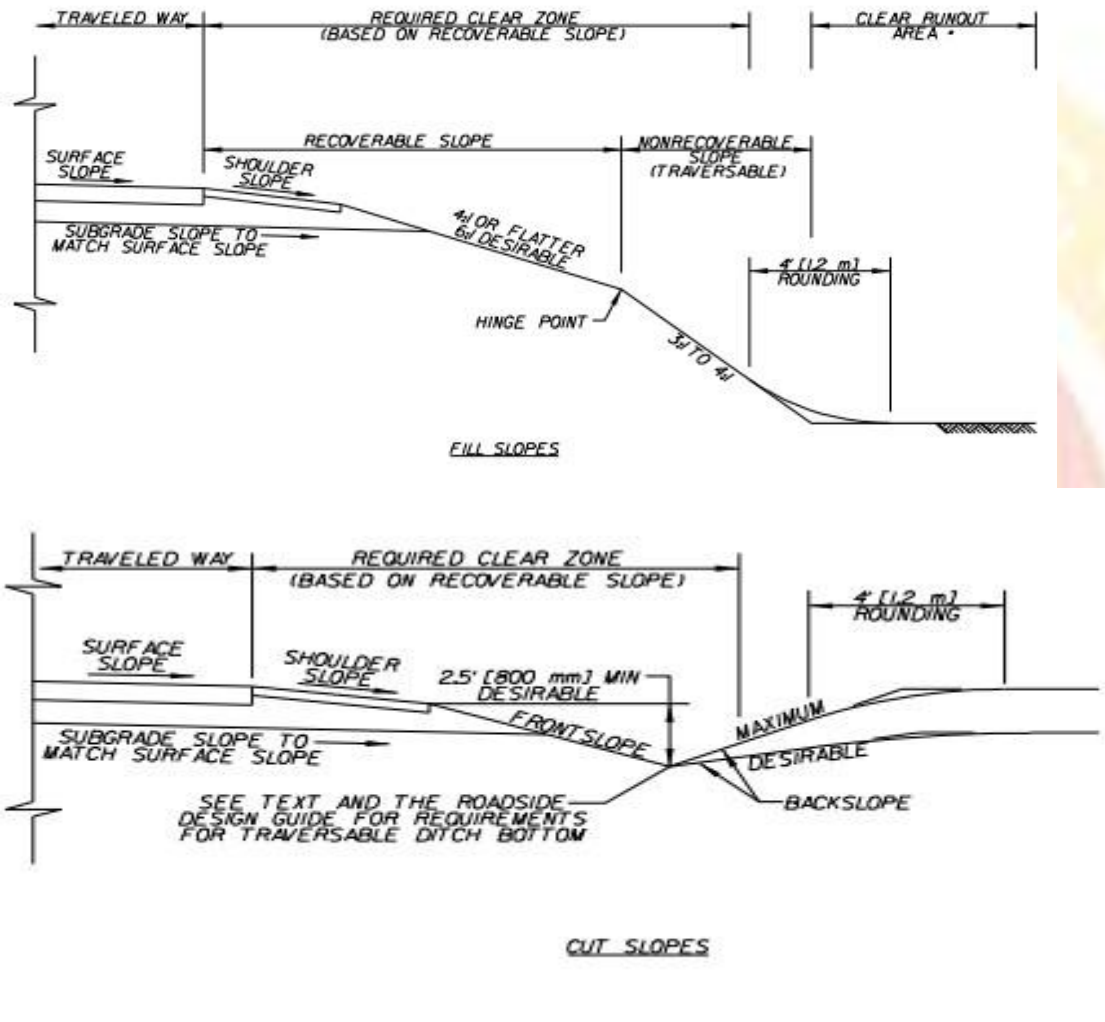 TRAVELED WAY
REQUIRED CLEAR ZONE
(BASED ON RECOVERABLE SLOPE)
CLEAR RUNOUT
AREA *
RECOVERABLE SLOPE
NONRECOVERABLE
SLOPE
(TRAVERSABLE)
SURFACE
SLOPE
SHOULDER
SLOPE
SUBGRADE SLOPE TO
MATCH SURFACE SLOPE
4:1 OR FLATTER
6:1 DESIRABLE
4' [1.2 m]
ROUNDING
HINGE POINT
3:1 TO 4:1
FILL SLOPES
TRAVELED WAY
REQUIRED CLEAR ZONE
(BASED ON RECOVERABLE SLOPE)
4' [1.2 m]
ROUNDING
SURFACE
SLOPE
SHOULDER
SLOPE
2.5' [800 mm] MIN
DESIRABLE
FRONTSLOPE
MAXIMUM
DESIRABLE
SUBGRADE SLOPE TO
MATCH SURFACE SLOPE
BACKSLOPE
SEE TEXT AND THE ROADSIDE
DESIGN GUIDE FOR REQUIREMENTS
FOR TRAVERSABLE DITCH BOTTOM
CUT SLOPES